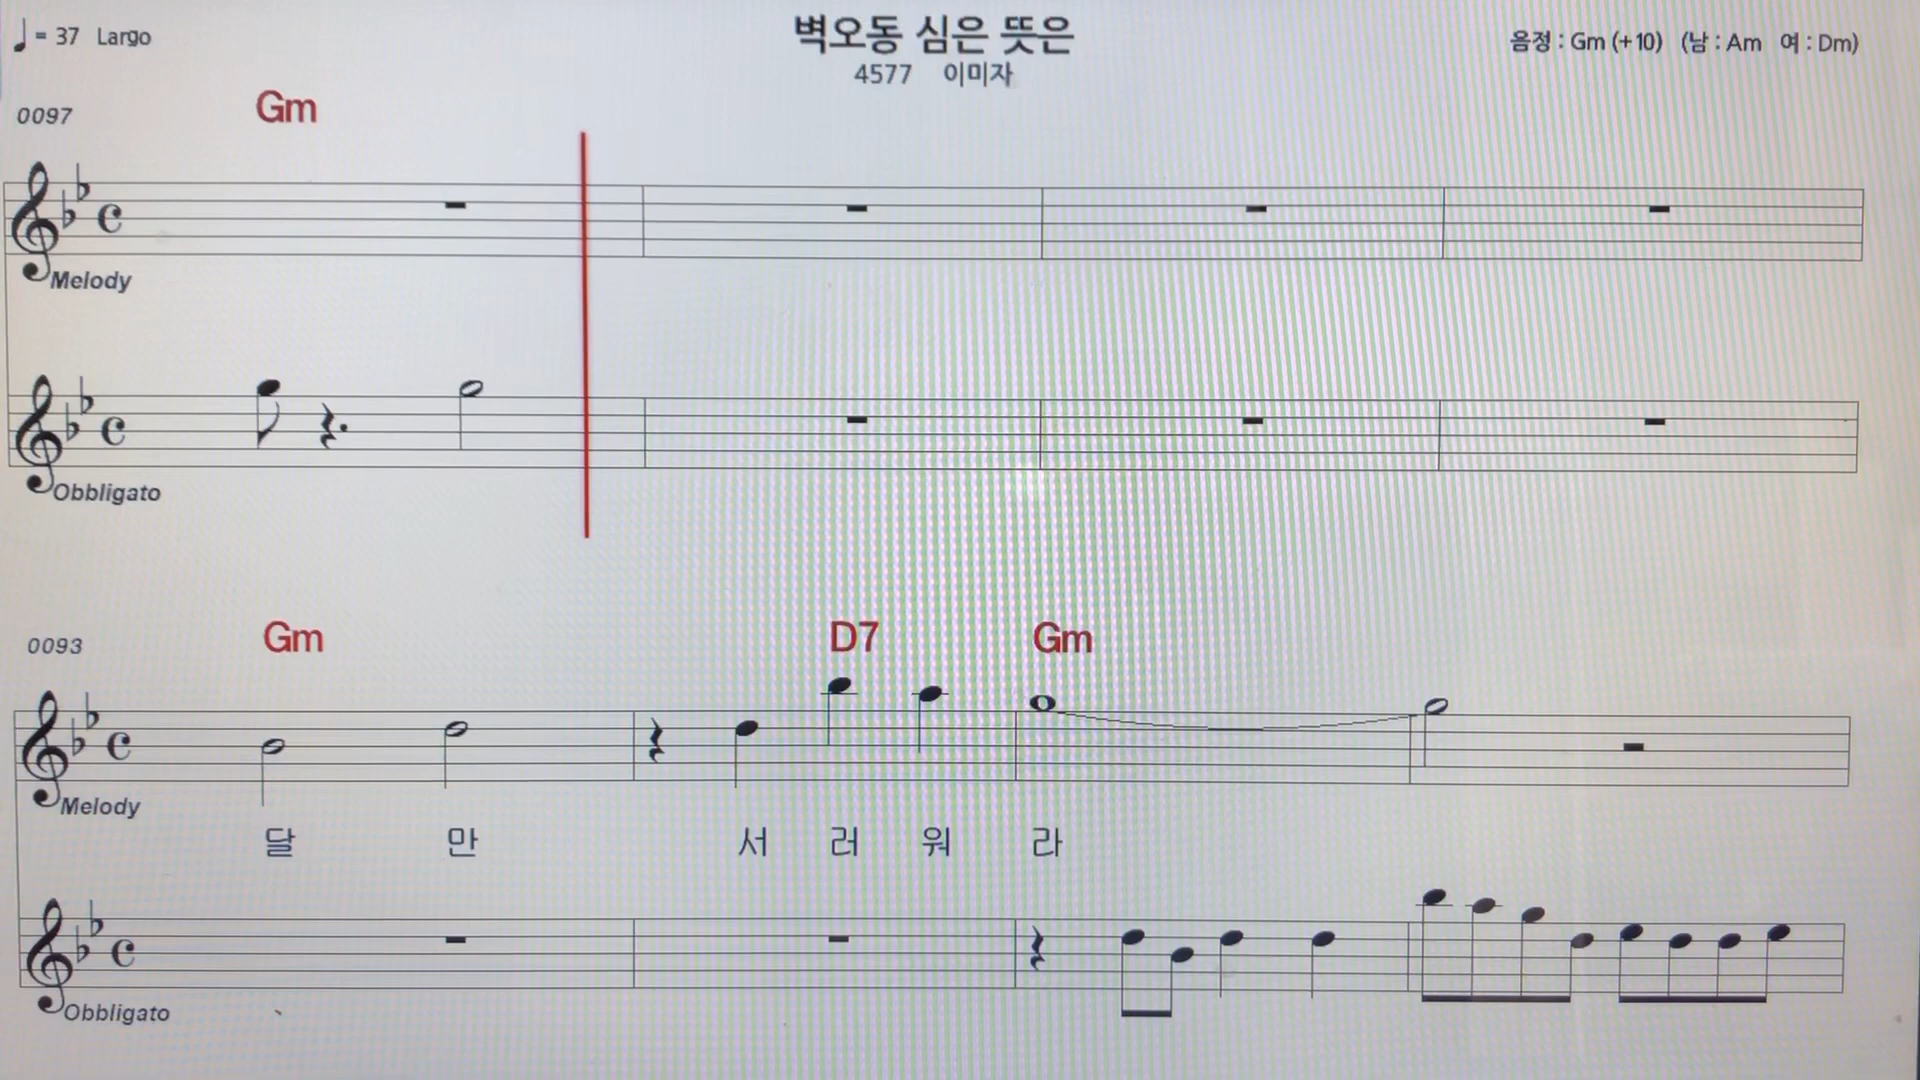 ♩ = 37 Largo
벽오동 심은 뜻은
음정 : Gm (+10) (남 : Am 여 : Dm)
4577 이미자
0097
Gm
Melody
Obbligato
0093
Gm D7 Gm
Melody
달 만 서 러 워 라
Obbligato